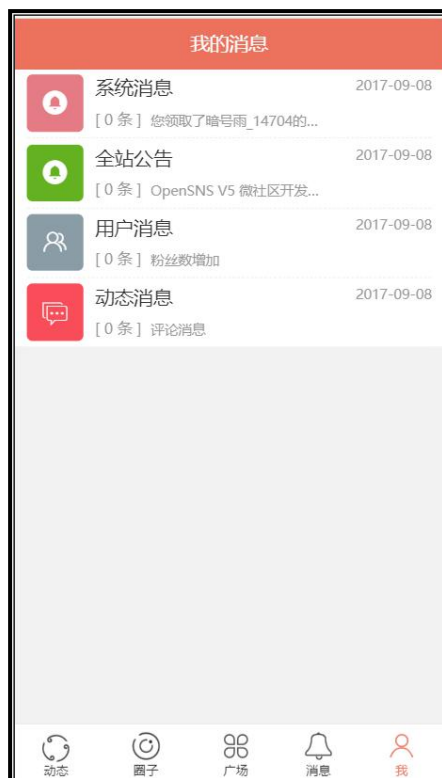 我的消息
系统消息 2017-09-08
[ 0 条 ] 您领取了暗号雨_14704的...
全站公告 2017-09-08
[ 0 条 ] OpenSNS V5 微社区开发...
用户消息 2017-09-08
[ 0 条 ] 粉丝数增加
动态消息 2017-09-08
[ 0 条 ] 评论消息
动态 圈子 广场 消息 我